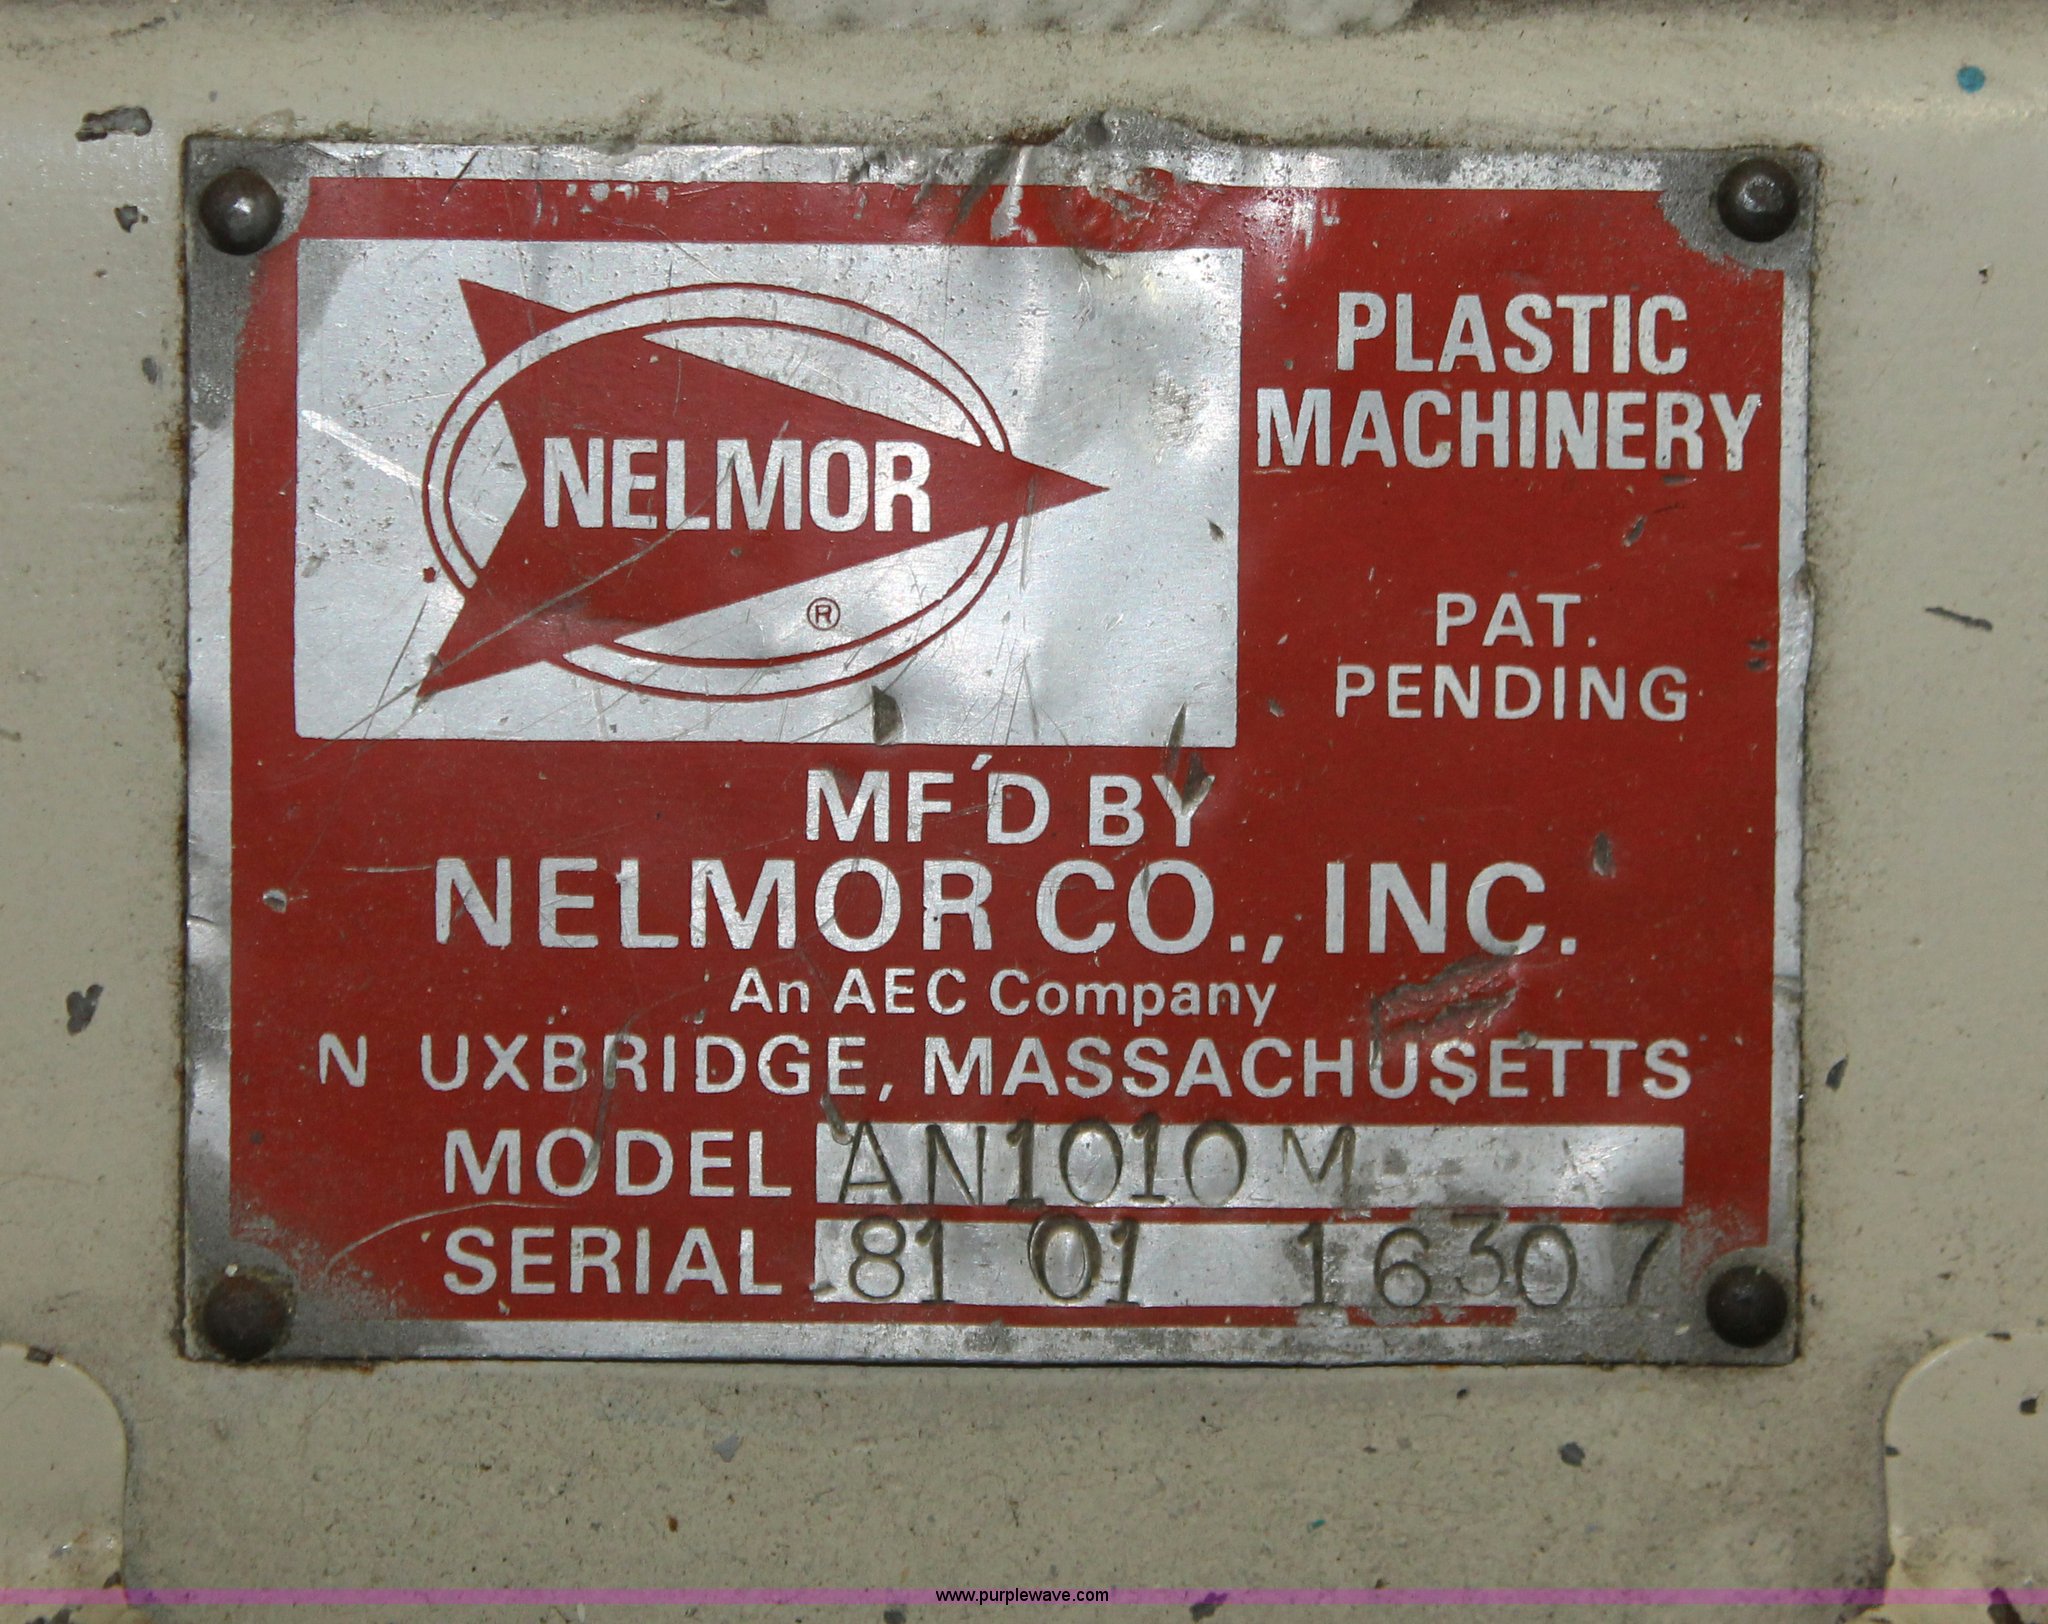 NELMOR
®
PLASTIC
MACHINERY
PAT.
PENDING
MF'D BY
NELMOR CO., INC.
An AEC Company
N UXBRIDGE, MASSACHUSETTS
MODEL AN1010M
SERIAL 81 01 16307
www.purplewave.com